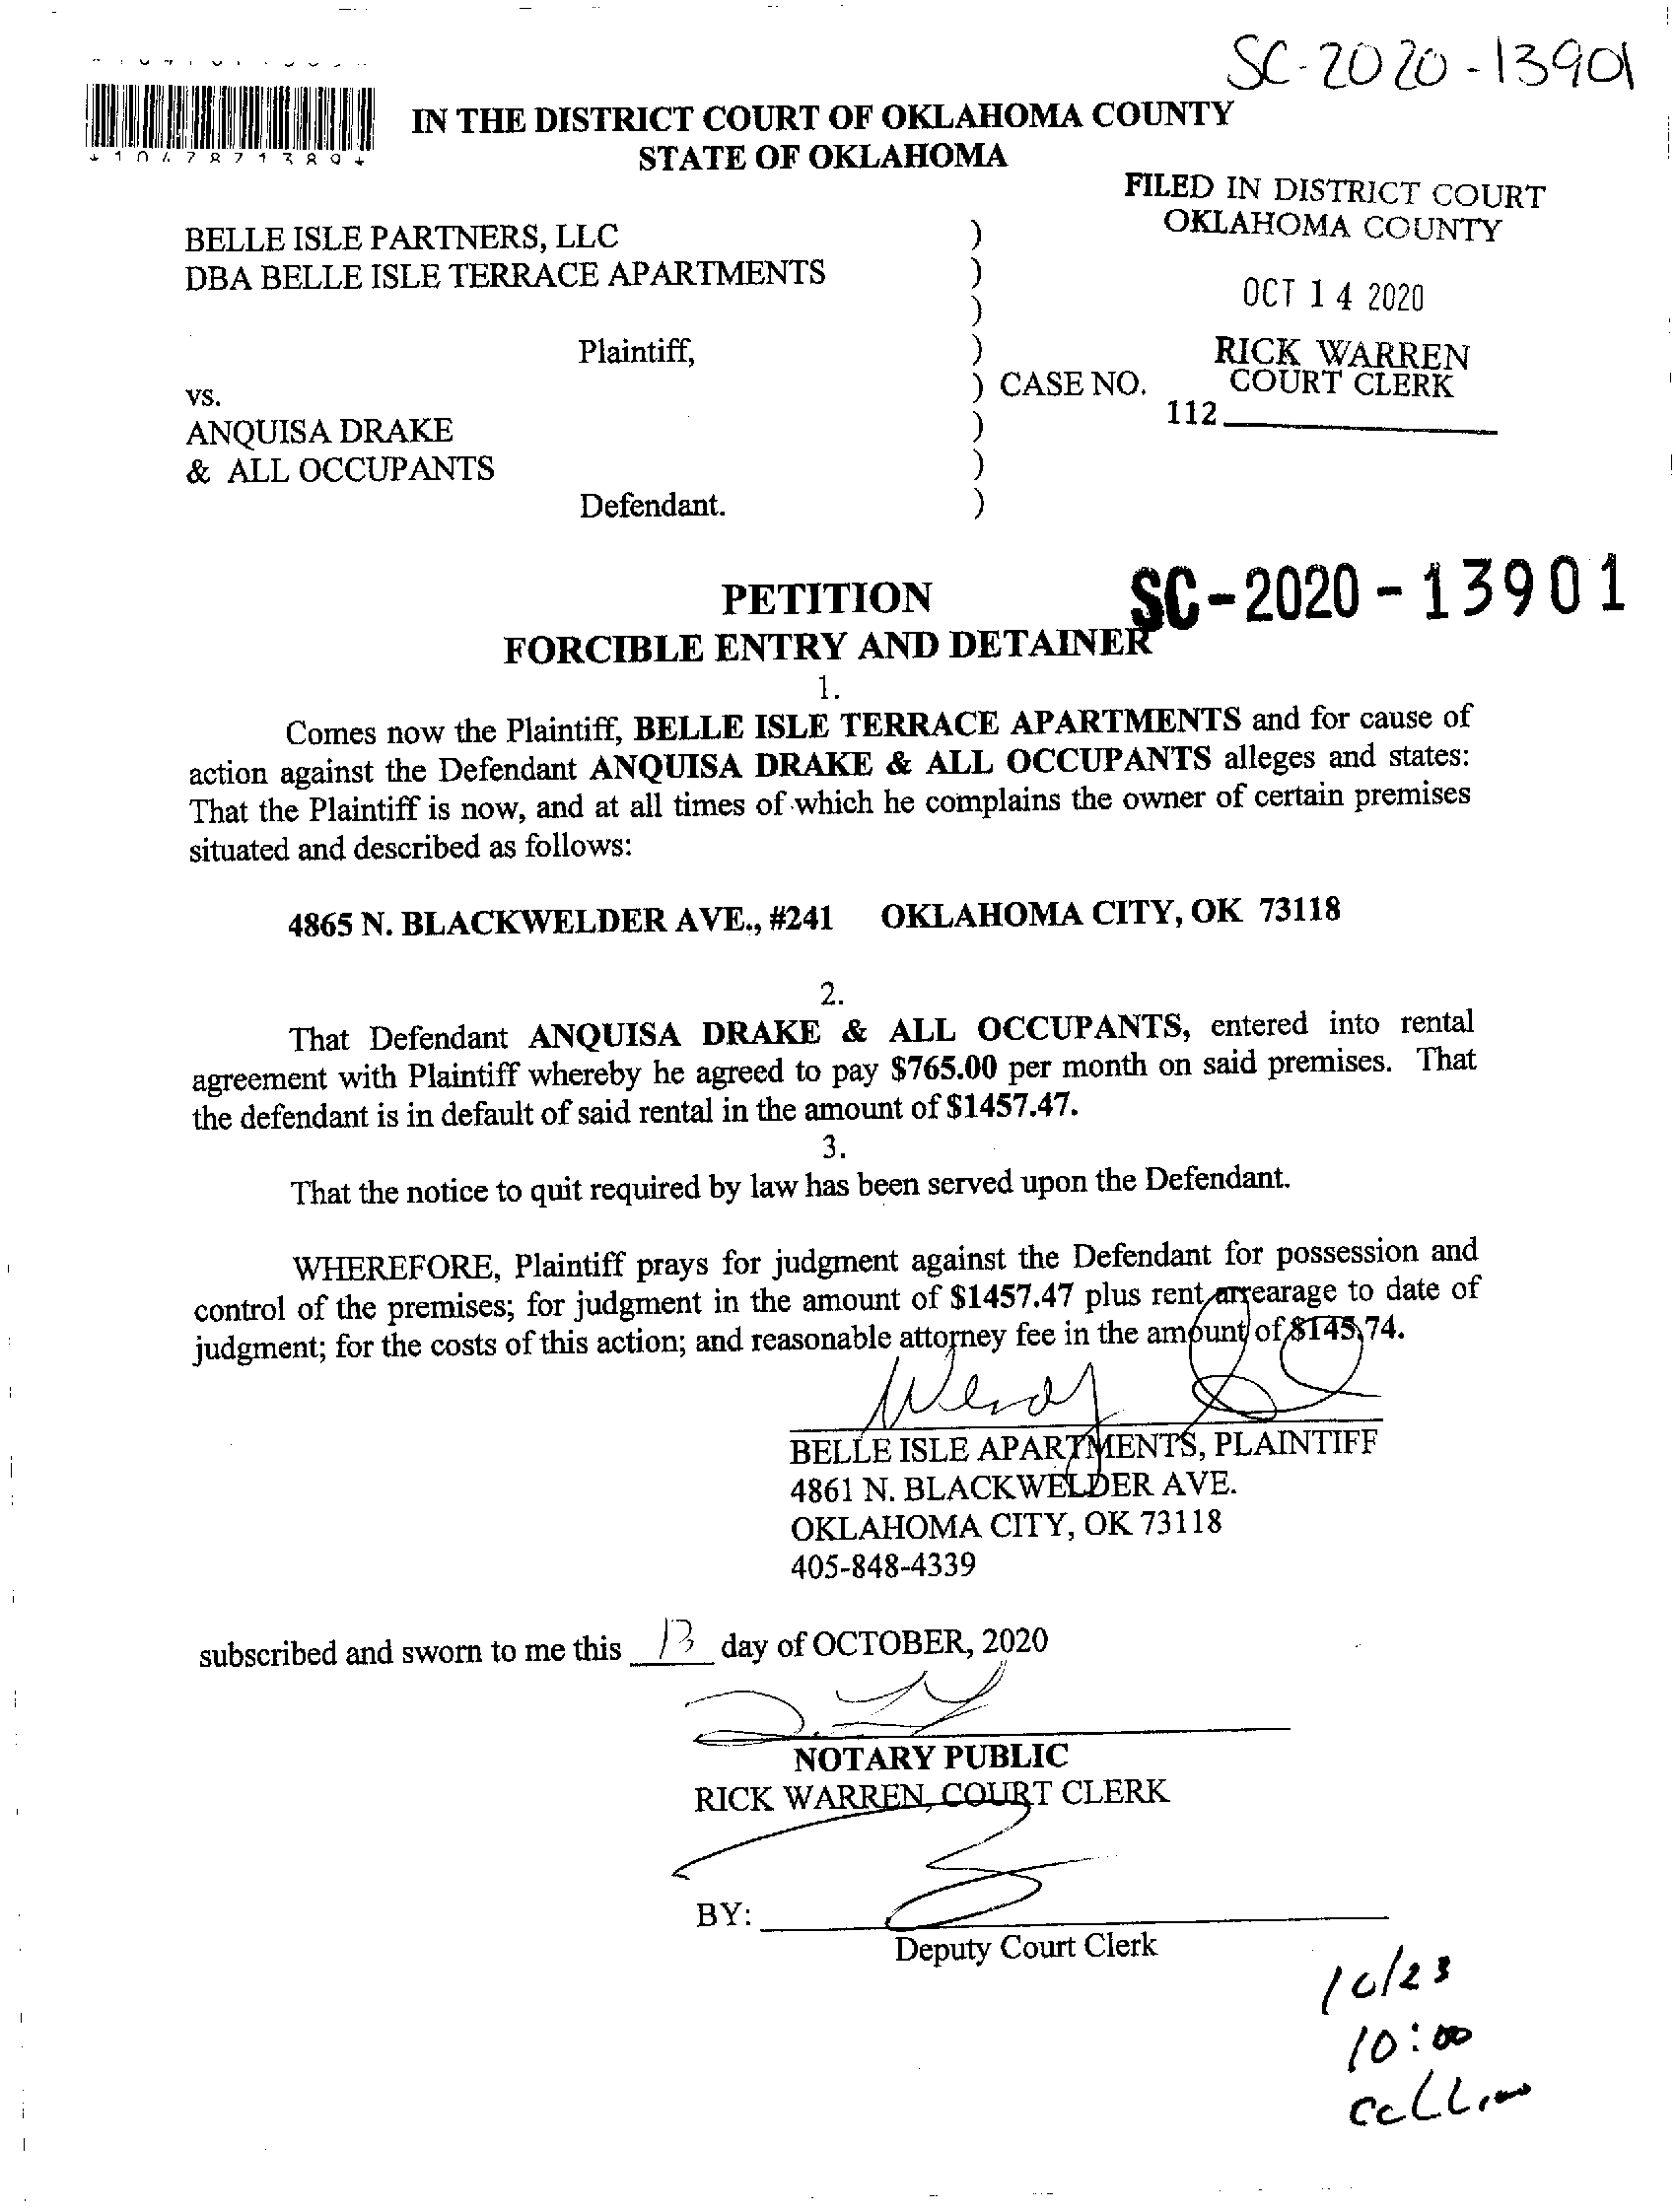 SC-2020-13901
IN THE DISTRICT COURT OF OKLAHOMA COUNTY
STATE OF OKLAHOMA
FILED IN DISTRICT COURT
OKLAHOMA COUNTY
BELLE ISLE PARTNERS, LLC )
DBA BELLE ISLE TERRACE APARTMENTS )
OCT 14 2020
)
Plaintiff, )
RICK WARREN
vs. ) CASE NO.
COURT CLERK
112
ANQUISA DRAKE )
& ALL OCCUPANTS )
Defendant. )
PETITION
SC-2020-13901
FORCIBLE ENTRY AND DETAINER
1.
Comes now the Plaintiff, BELLE ISLE TERRACE APARTMENTS and for cause of
action against the Defendant ANQUISA DRAKE & ALL OCCUPANTS alleges and states:
That the Plaintiff is now, and at all times of which he complains the owner of certain premises
situated and described as follows:
4865 N. BLACKWELDER AVE., #241 OKLAHOMA CITY, OK 73118
2.
That Defendant ANQUISA DRAKE & ALL OCCUPANTS, entered into rental
agreement with Plaintiff whereby he agreed to pay $765.00 per month on said premises. That
the defendant is in default of said rental in the amount of $1457.47.
3.
That the notice to quit required by law has been served upon the Defendant.
WHEREFORE, Plaintiff prays for judgment against the Defendant for possession and
control of the premises; for judgment in the amount of $1457.47 plus rent arrearage to date of
judgment; for the costs of this action; and reasonable attorney fee in the amount of $145.74.
Wendy
BELLE ISLE APARTMENTS, PLAINTIFF
4861 N. BLACKWELDER AVE.
OKLAHOMA CITY, OK 73118
405-848-4339
subscribed and sworn to me this 13 day of OCTOBER, 2020
NOTARY PUBLIC
RICK WARREN, COURT CLERK
BY:
Deputy Court Clerk
10/23
10:00